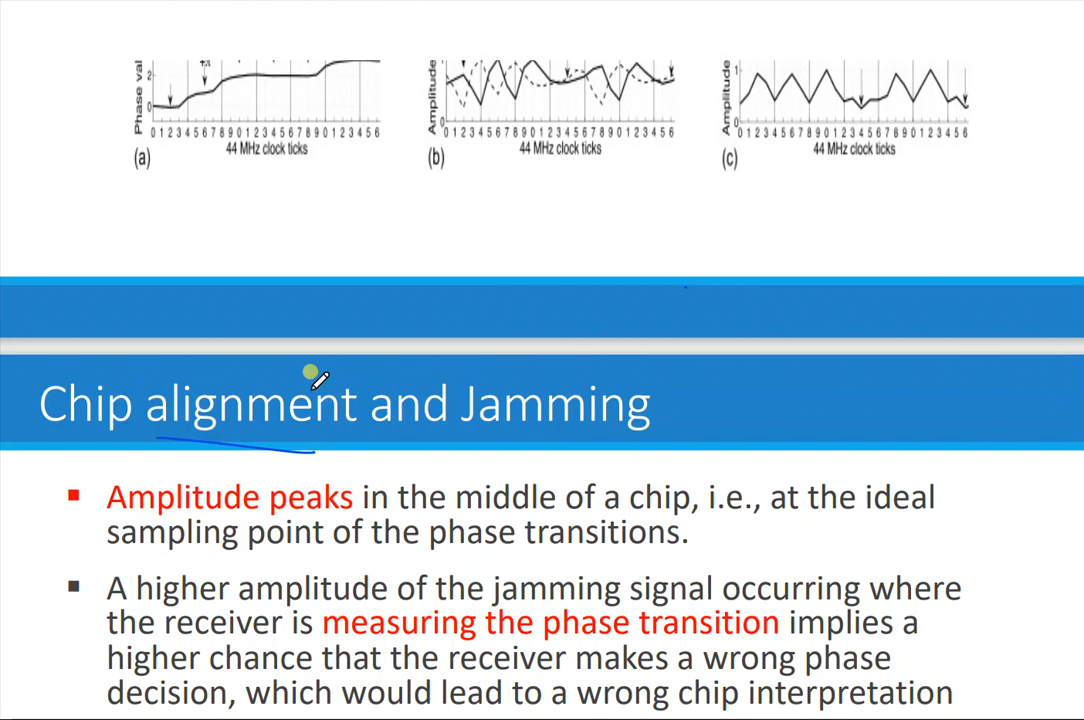 Phase val
2
0
0 1 2 3 4 5 6 7 8 9 0 1 2 3 4 5 6 7 8 9 0 1 2 3 4 5 6
44 MHz clock ticks
(a)
Amplitude
0
0 1 2 3 4 5 6 7 8 9 0 1 2 3 4 5 6 7 8 9 0 1 2 3 4 5 6
44 MHz clock ticks
(b)
Amplitude
1
0
0 1 2 3 4 5 6 7 8 9 0 1 2 3 4 5 6 7 8 9 0 1 2 3 4 5 6
44 MHz clock ticks
(c)
Chip alignment and Jamming
▪ Amplitude peaks in the middle of a chip, i.e., at the ideal
sampling point of the phase transitions.
▪ A higher amplitude of the jamming signal occurring where
the receiver is measuring the phase transition implies a
higher chance that the receiver makes a wrong phase
decision, which would lead to a wrong chip interpretation